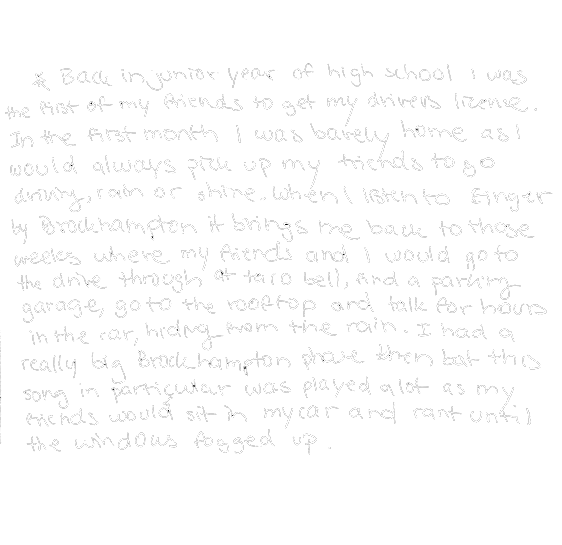 * Back in junior year of high school I was
the first of my friends to get my drivers license.
In the first month i was barely home as I
would always pick up my friends to go
driving, rain or shine. When I listen to Finger
by Brockhampton it brings me back to those
weeks where my friends and I would go to
the drive through at taco bell, find a parking
garage, go to the rooftop and talk for hours
in the car, hiding from the rain. I had a
really big Brockhampton phase then but this
song in particular was played a lot as my
friends would sit in my car and rant until
the windows fogged up.